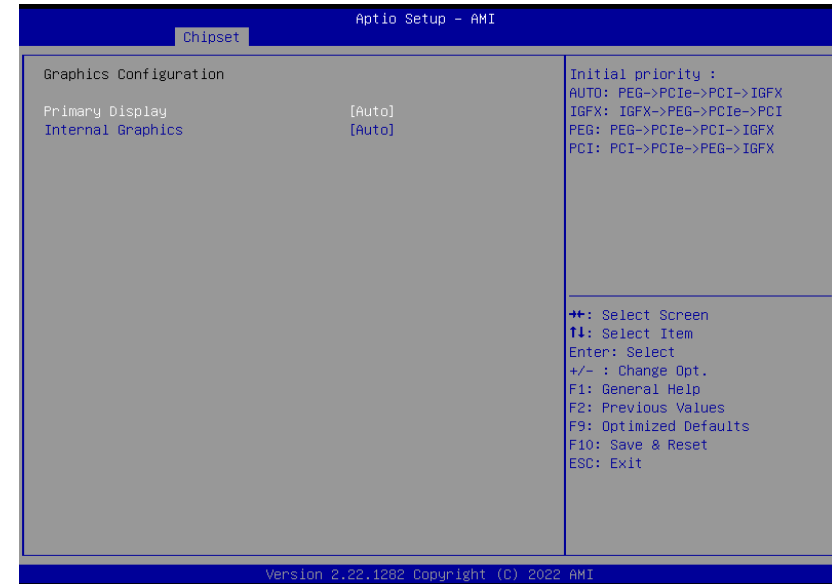 Aptio Setup – AMI
Chipset
Graphics Configuration
Primary Display [Auto]
Internal Graphics [Auto]
Initial priority :
AUTO: PEG->PCIe->PCI->IGFX
IGFX: IGFX->PEG->PCIe->PCI
PEG: PEG->PCIe->PCI->IGFX
PCI: PCI->PCIe->PEG->IGFX
→←: Select Screen
↑↓: Select Item
Enter: Select
+/- : Change Opt.
F1: General Help
F2: Previous Values
F9: Optimized Defaults
F10: Save & Reset
ESC: Exit
Version 2.22.1282 Copyright (C) 2022 AMI